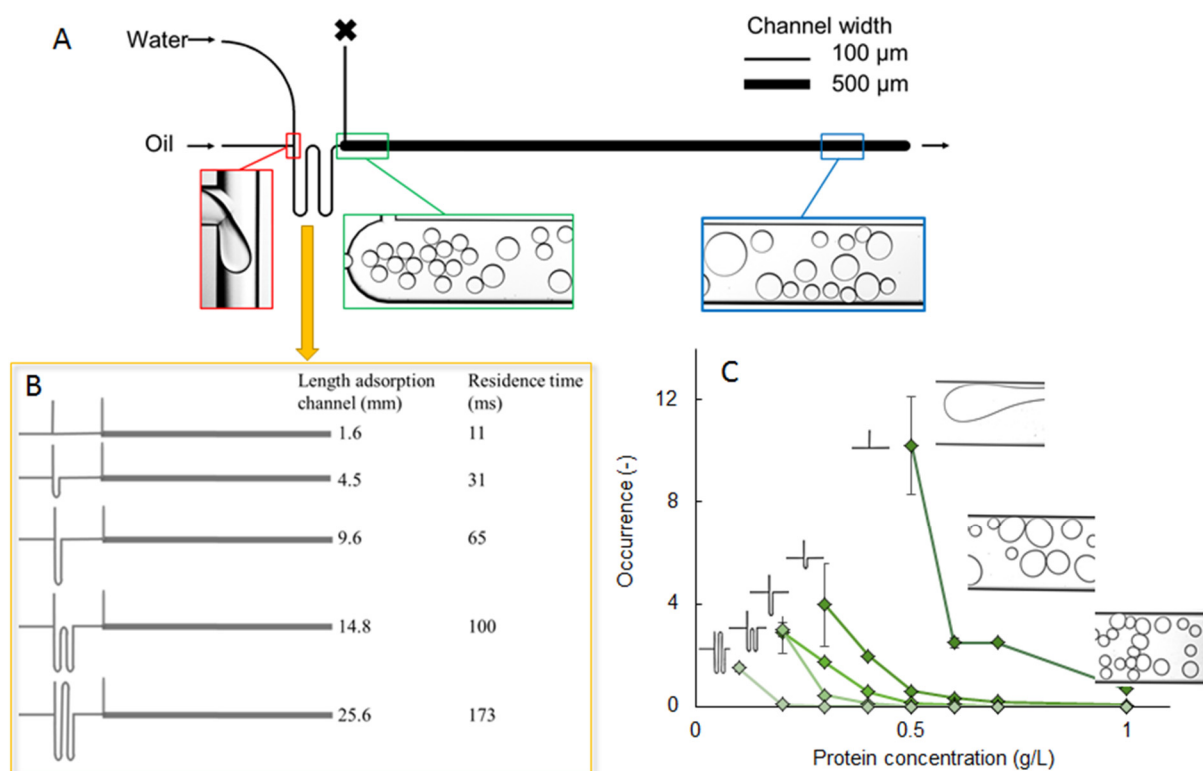 A
Water
Oil
Channel width
100 µm
500 µm
B
Length adsorption
channel (mm)
Residence time
(ms)
1.6 11
4.5 31
9.6 65
14.8 100
25.6 173
C
12
8
4
0
0 0.5 1
Occurrence (-)
Protein concentration (g/L)